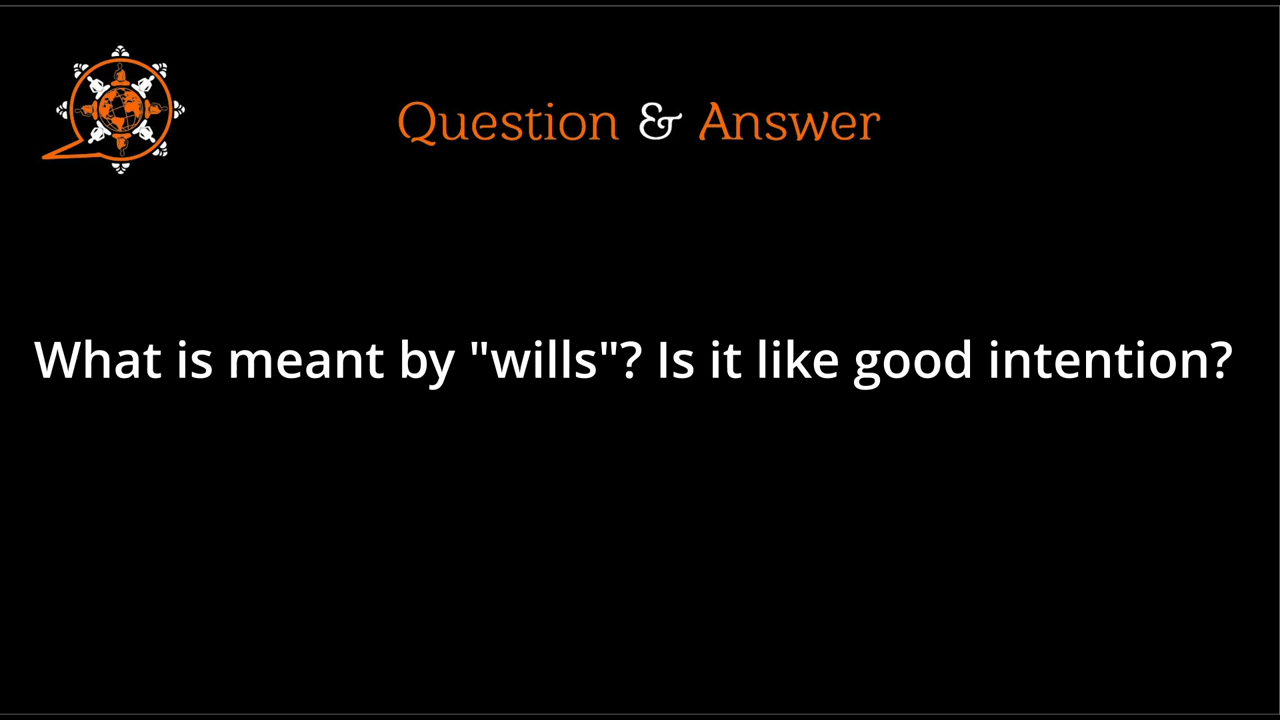 Question & Answer
What is meant by "wills"? Is it like good intention?